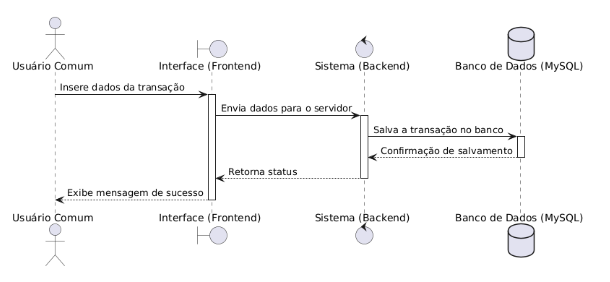 Usuário Comum Interface (Frontend) Sistema (Backend) Banco de Dados (MySQL)
Insere dados da transação
Envia dados para o servidor
Salva a transação no banco
Confirmação de salvamento
Retorna status
Exibe mensagem de sucesso
Usuário Comum Interface (Frontend) Sistema (Backend) Banco de Dados (MySQL)